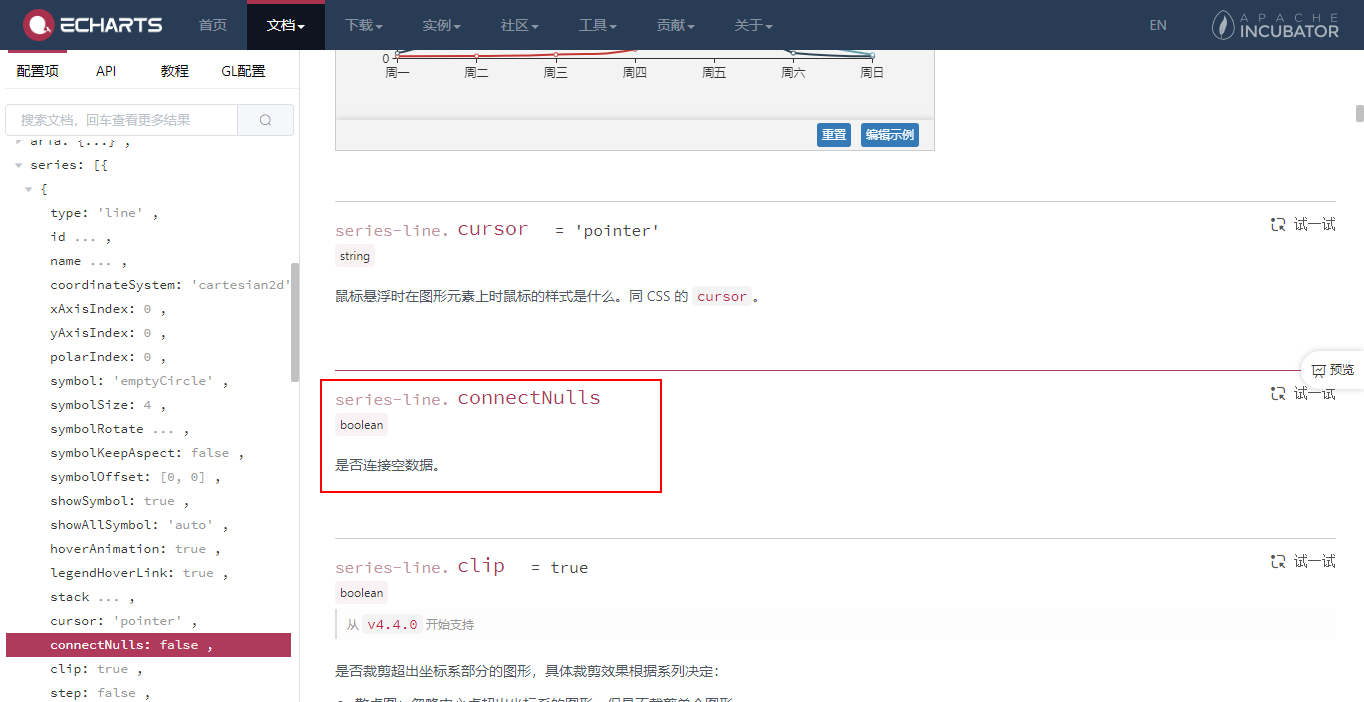 ECHARTS 首页 文档 下载 实例 社区 工具 贡献 关于 EN APACHE INCUBATOR
配置项 API 教程 GL配置
搜索文档，回车查看更多结果
aria: {...} ,
series: [{
{
type: 'line' ,
id ... ,
name ... ,
coordinateSystem: 'cartesian2d'
xAxisIndex: 0 ,
yAxisIndex: 0 ,
polarIndex: 0 ,
symbol: 'emptyCircle' ,
symbolSize: 4 ,
symbolRotate ... ,
symbolKeepAspect: false ,
symbolOffset: [0, 0] ,
showSymbol: true ,
showAllSymbol: 'auto' ,
hoverAnimation: true ,
legendHoverLink: true ,
stack ... ,
cursor: 'pointer' ,
connectNulls: false ,
clip: true ,
step: false ,
0
周一 周二 周三 周四 周五 周六 周日
重置 编辑示例
series-line. cursor = 'pointer'
试一试
string
鼠标悬浮时在图形元素上时鼠标的样式是什么。同 CSS 的 cursor 。
预览
series-line. connectNulls
试一试
boolean
是否连接空数据。
series-line. clip = true
试一试
boolean
从 v4.4.0 开始支持
是否裁剪超出坐标系部分的图形，具体裁剪效果根据系列决定：